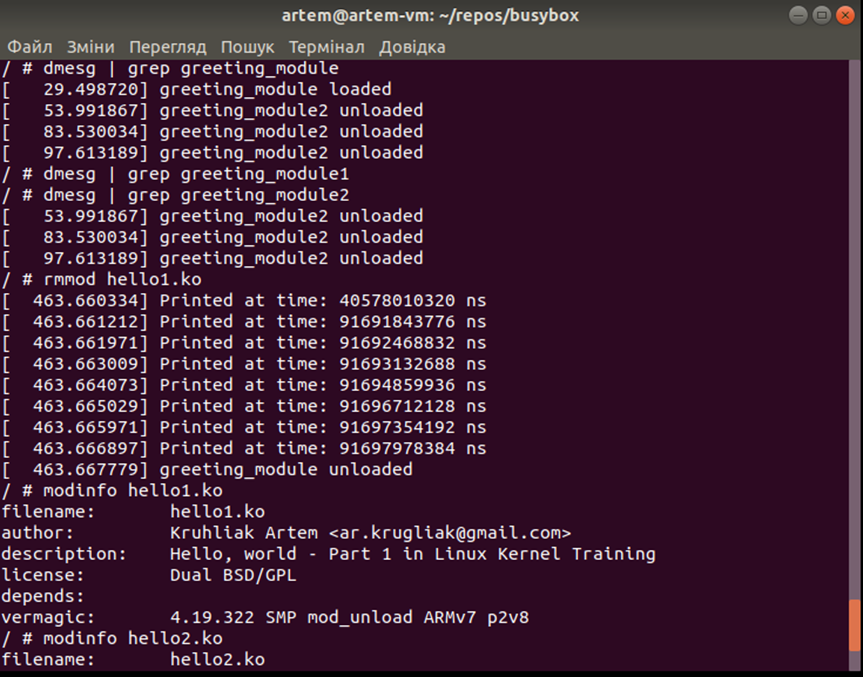 artem@artem-vm: ~/repos/busybox
Файл Зміни Перегляд Пошук Термінал Довідка
/ # dmesg | grep greeting_module
[   29.498720] greeting_module loaded
[   53.991867] greeting_module2 unloaded
[   83.530034] greeting_module2 unloaded
[   97.613189] greeting_module2 unloaded
/ # dmesg | grep greeting_module1
/ # dmesg | grep greeting_module2
[   53.991867] greeting_module2 unloaded
[   83.530034] greeting_module2 unloaded
[   97.613189] greeting_module2 unloaded
/ # rmmod hello1.ko
[  463.660334] Printed at time: 40578010320 ns
[  463.661212] Printed at time: 91691843776 ns
[  463.661971] Printed at time: 91692468832 ns
[  463.663009] Printed at time: 91693132688 ns
[  463.664073] Printed at time: 91694859936 ns
[  463.665029] Printed at time: 91696712128 ns
[  463.665971] Printed at time: 91697354192 ns
[  463.666897] Printed at time: 91697978384 ns
[  463.667779] greeting_module unloaded
/ # modinfo hello1.ko
filename:       hello1.ko
author:         Kruhliak Artem <ar.krugliak@gmail.com>
description:    Hello, world - Part 1 in Linux Kernel Training
license:        Dual BSD/GPL
depends:
vermagic:       4.19.322 SMP mod_unload ARMv7 p2v8
/ # modinfo hello2.ko
filename:       hello2.ko